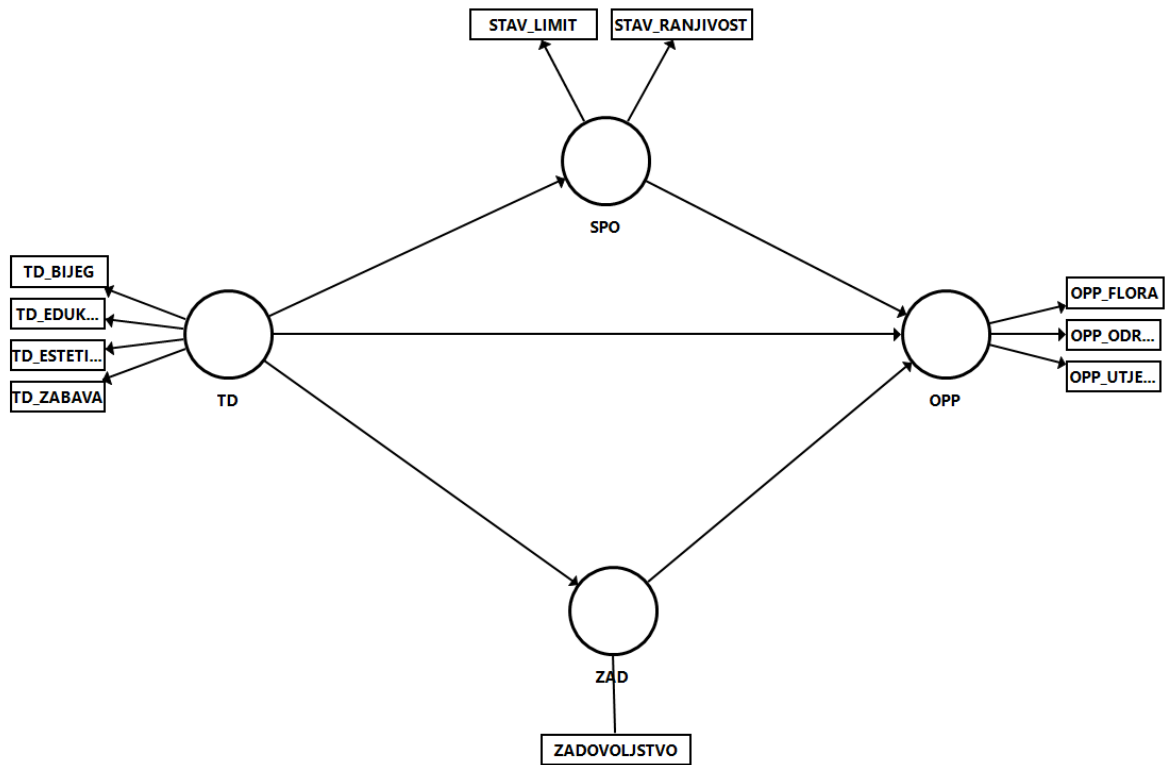 STAV_LIMIT
STAV_RANJIVOST
SPO
TD_BIJEG
TD_EDUK...
TD_ESTETI...
TD_ZABAVA
TD
OPP_FLORA
OPP_ODR...
OPP_UTJE...
OPP
ZAD
ZADOVOLJSTVO